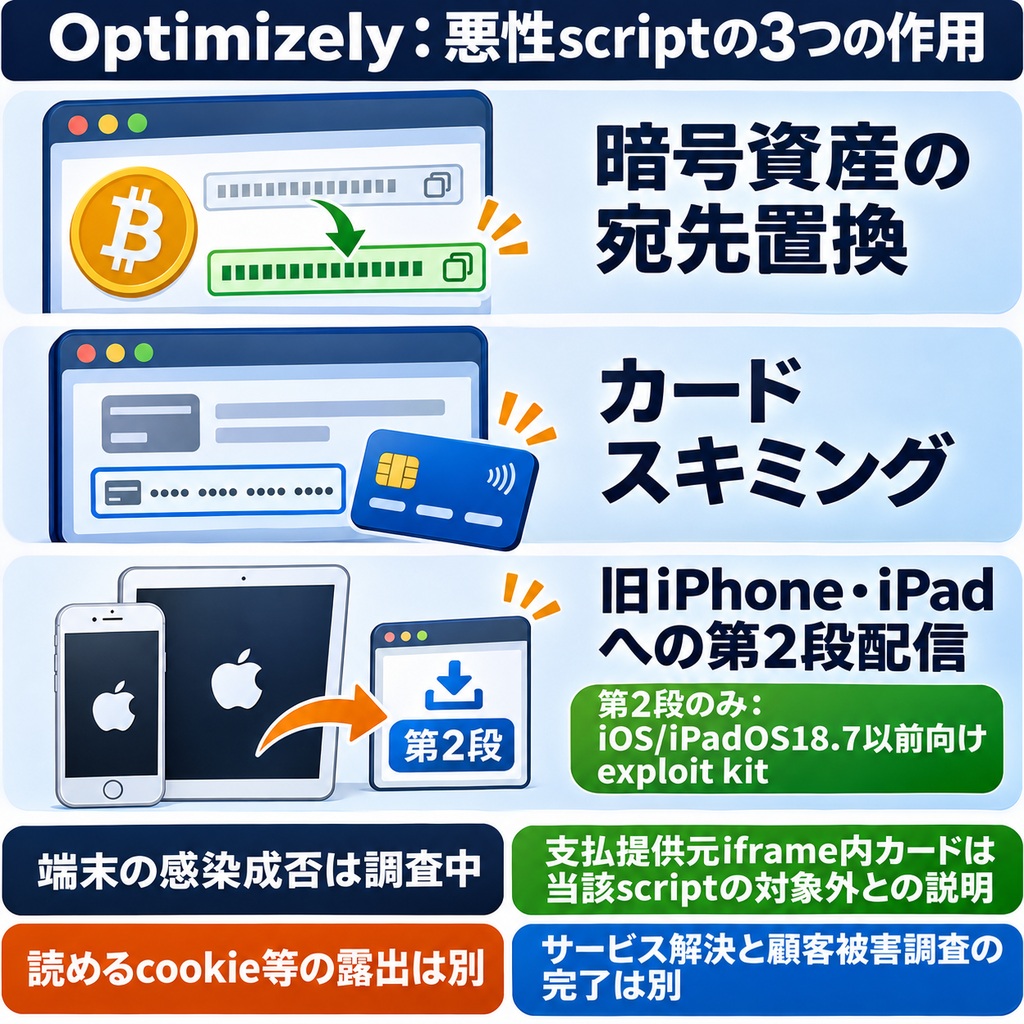 Optimizely：悪性scriptの3つの作用
暗号資産の
宛先置換
カード
スキミング
旧iPhone・iPad
への第2段配信
第2段
第2段のみ：
iOS/iPadOS18.7以前向け
exploit kit
端末の感染成否は調査中
支払提供元iframe内カードは
当該scriptの対象外との説明
読めるcookie等の露出は別
サービス解決と顧客被害調査の
完了は別